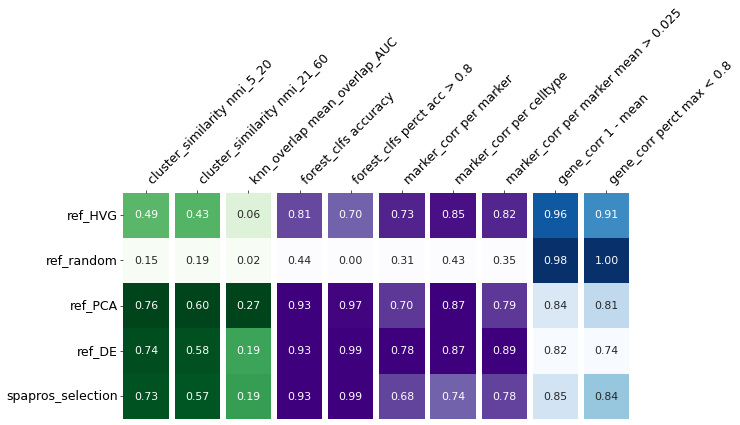 cluster_similarity nmi_5_20
cluster_similarity nmi_21_60
knn_overlap mean_overlap_AUC
forest_clfs accuracy
forest_clfs perct acc > 0.8
marker_corr per marker
marker_corr per celltype
marker_corr per marker mean > 0.025
gene_corr 1 - mean
gene_corr perct max < 0.8
ref_HVG 0.49 0.43 0.06 0.81 0.70 0.73 0.85 0.82 0.96 0.91
ref_random 0.15 0.19 0.02 0.44 0.00 0.31 0.43 0.35 0.98 1.00
ref_PCA 0.76 0.60 0.27 0.93 0.97 0.70 0.87 0.79 0.84 0.81
ref_DE 0.74 0.58 0.19 0.93 0.99 0.78 0.87 0.89 0.82 0.74
spapros_selection 0.73 0.57 0.19 0.93 0.99 0.68 0.74 0.78 0.85 0.84